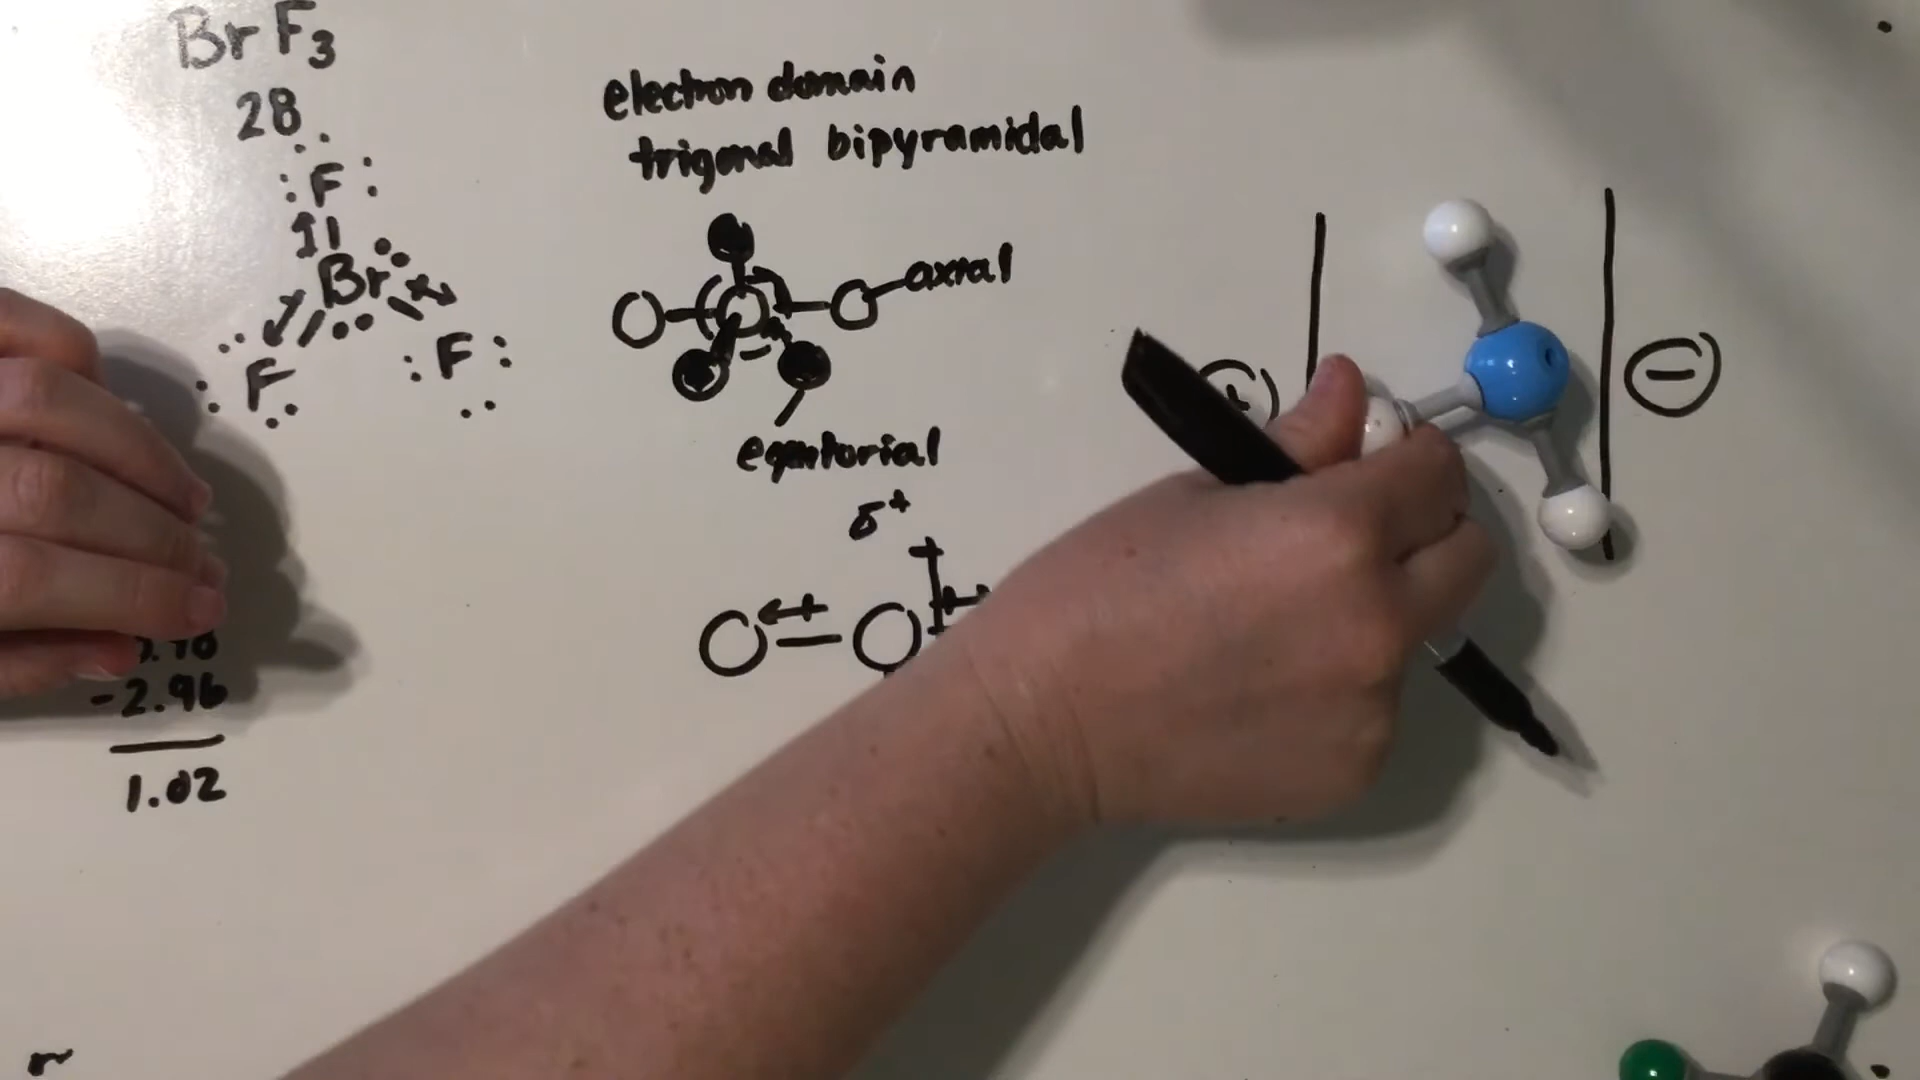 BrF3
28
F
Br
F F
-2.96
1.02
electron domain
trigonal bipyramidal
axial
equatorial
δ+
+
−